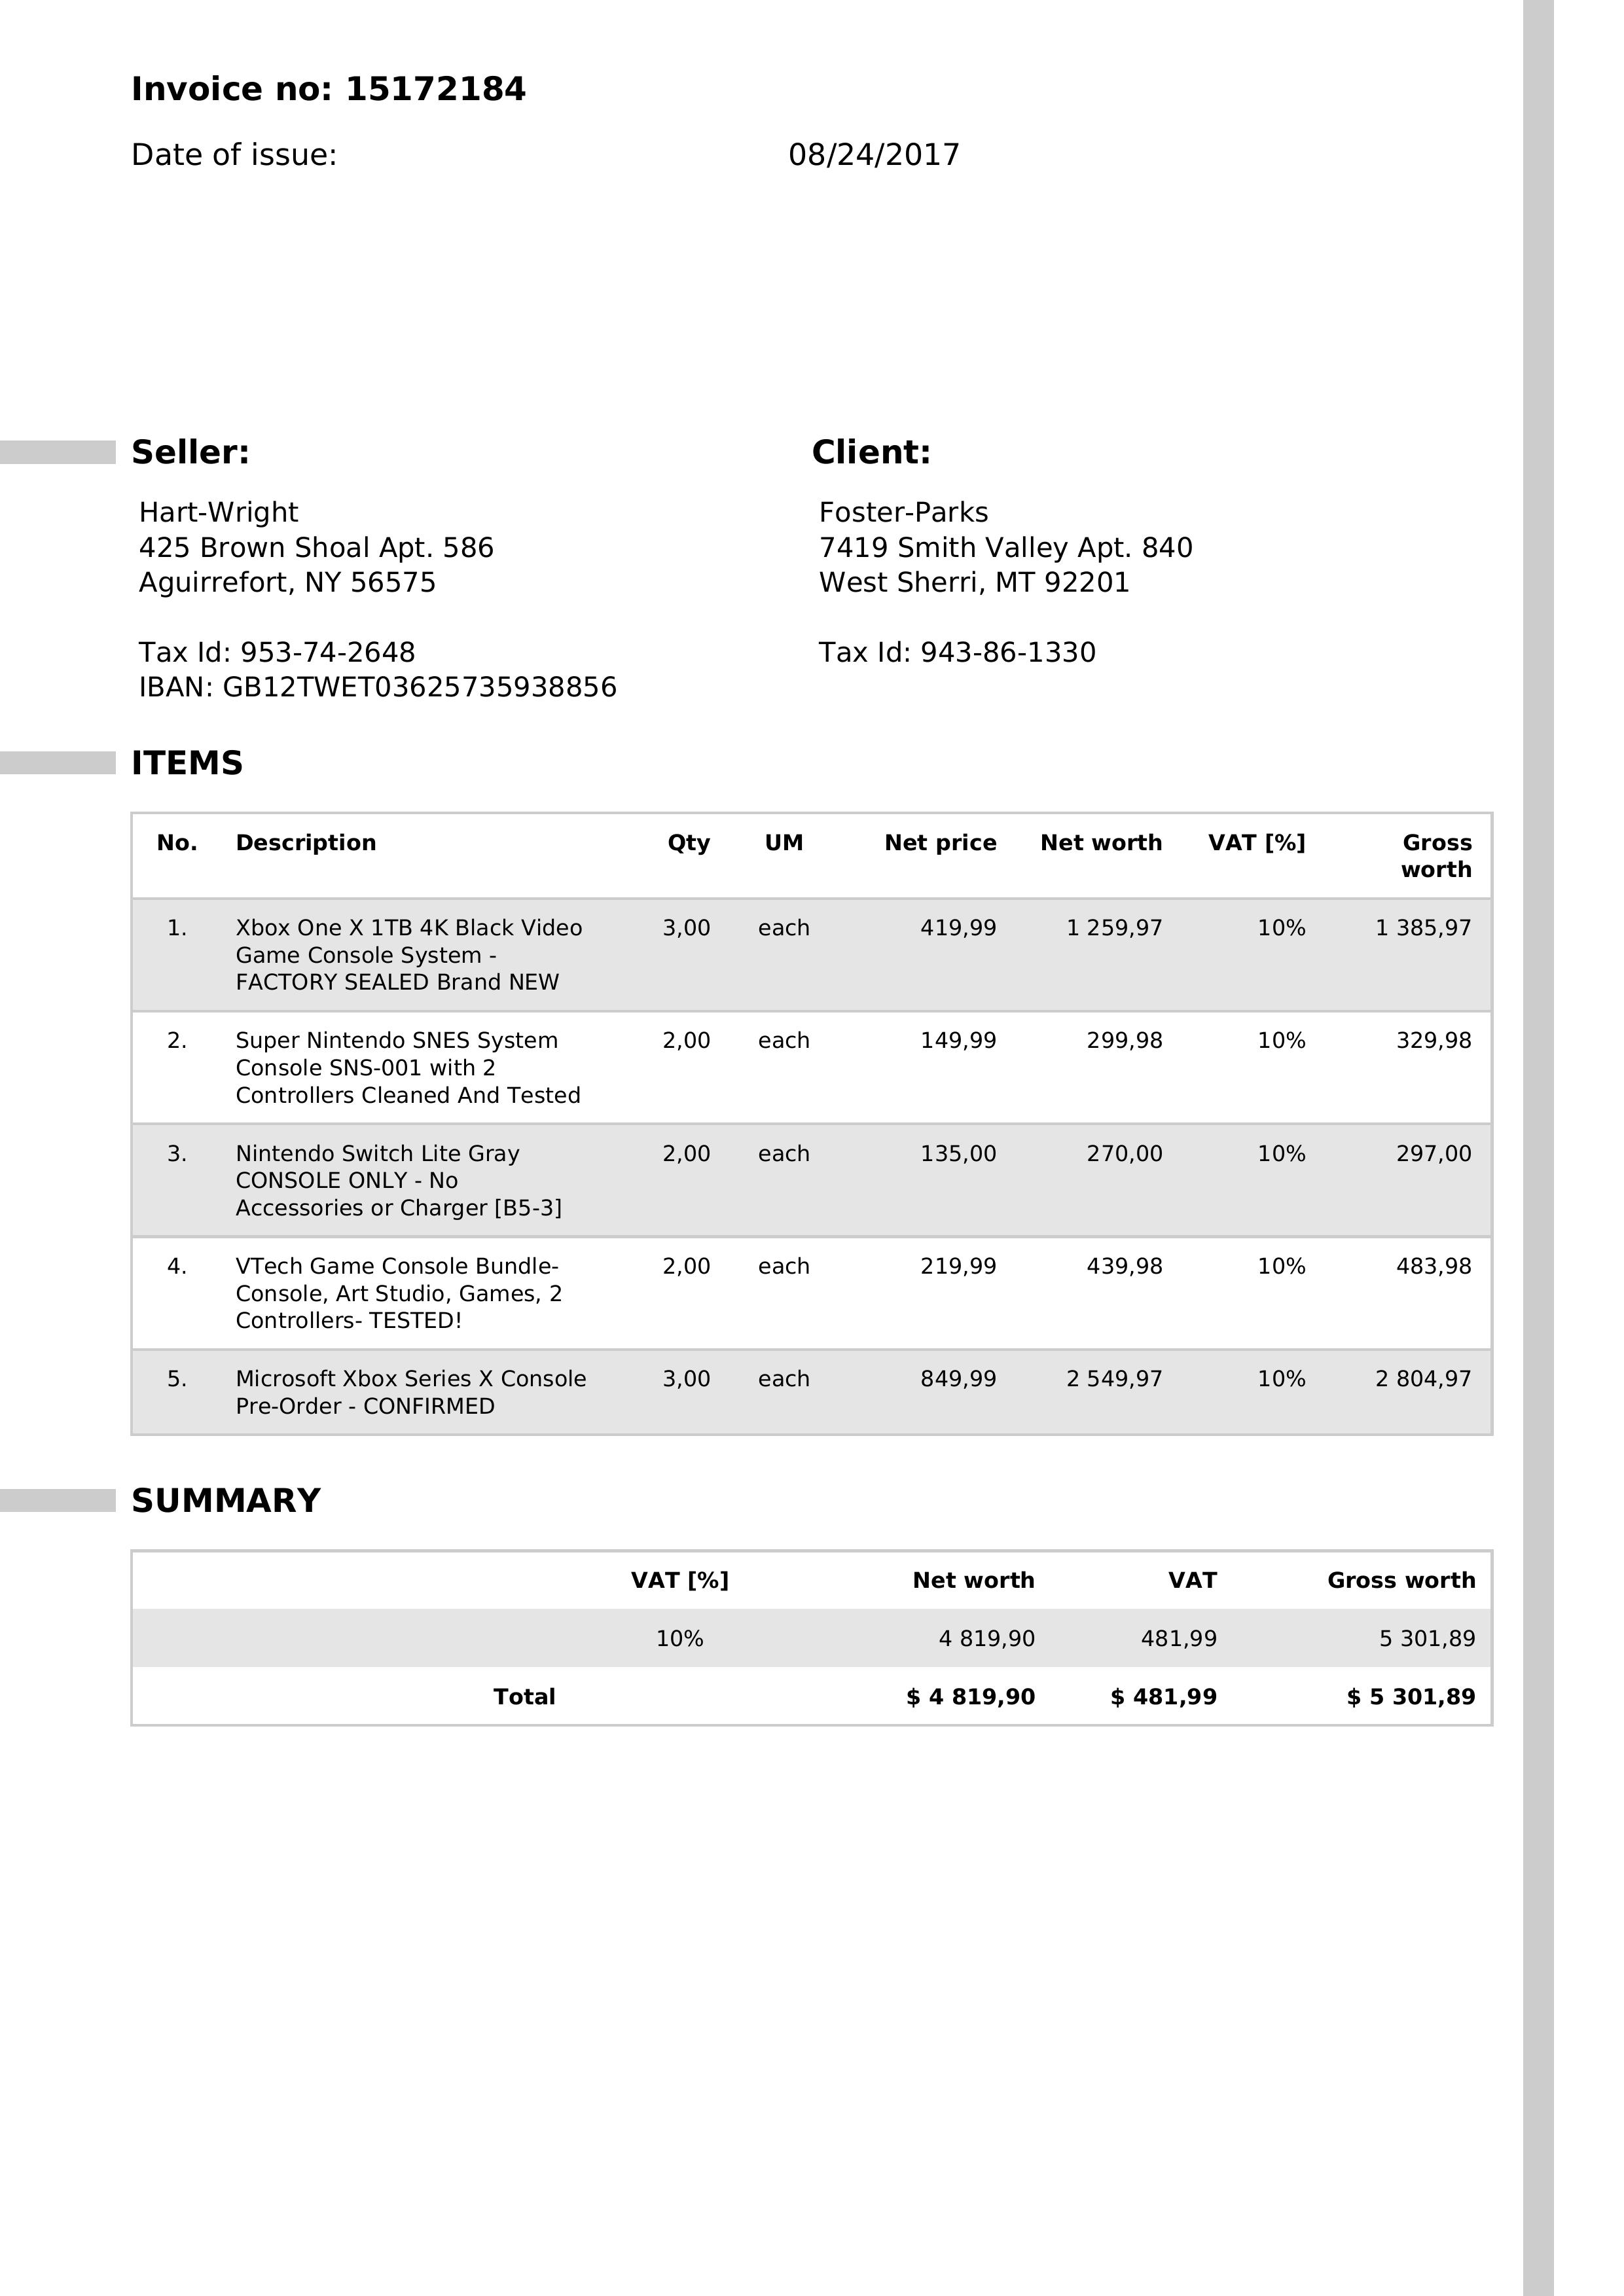 Invoice no: 15172184
Date of issue: 08/24/2017
Seller:
Hart-Wright
425 Brown Shoal Apt. 586
Aguirrefort, NY 56575
Tax Id: 953-74-2648
IBAN: GB12TWET03625735938856
Client:
Foster-Parks
7419 Smith Valley Apt. 840
West Sherri, MT 92201
Tax Id: 943-86-1330
ITEMS
No. Description Qty UM Net price Net worth VAT [%] Gross
worth
1. Xbox One X 1TB 4K Black Video 3,00 each 419,99 1 259,97 10% 1 385,97
Game Console System -
FACTORY SEALED Brand NEW
2. Super Nintendo SNES System 2,00 each 149,99 299,98 10% 329,98
Console SNS-001 with 2
Controllers Cleaned And Tested
3. Nintendo Switch Lite Gray 2,00 each 135,00 270,00 10% 297,00
CONSOLE ONLY - No
Accessories or Charger [B5-3]
4. VTech Game Console Bundle- 2,00 each 219,99 439,98 10% 483,98
Console, Art Studio, Games, 2
Controllers- TESTED!
5. Microsoft Xbox Series X Console 3,00 each 849,99 2 549,97 10% 2 804,97
Pre-Order - CONFIRMED
SUMMARY
VAT [%] Net worth VAT Gross worth
10% 4 819,90 481,99 5 301,89
Total $ 4 819,90 $ 481,99 $ 5 301,89